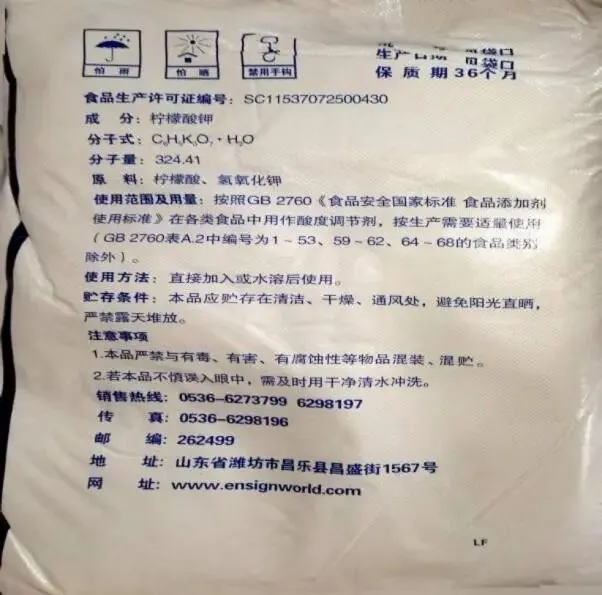 怕雨
怕晒
禁用手钩
生产日期 见袋口
保质期36个月
食品生产许可证编号：SC11537072500430
成 分：柠檬酸钾
分子式：C₆H₅K₃O₇·H₂O
分子量：324.41
原 料：柠檬酸、氢氧化钾
使用范围及用量：按照GB 2760《食品安全国家标准 食品添加剂
使用标准》在各类食品中用作酸度调节剂，按生产需要适量使用
（GB 2760表A.2中编号为1~53、59~62、64~68的食品类别
除外）。
使用方法：直接加入或水溶后使用。
贮存条件：本品应贮存在清洁、干燥、通风处，避免阳光直晒，
严禁露天堆放。
注意事项
1.本品严禁与有毒、有害、有腐蚀性等物品混装、混贮。
2.若本品不慎误入眼中，需及时用干净清水冲洗。
销售热线：0536-6273799 6298197
传 真：0536-6298196
邮 编：262499
地 址：山东省潍坊市昌乐县昌盛街1567号
网 址：www.ensignworld.com
LF